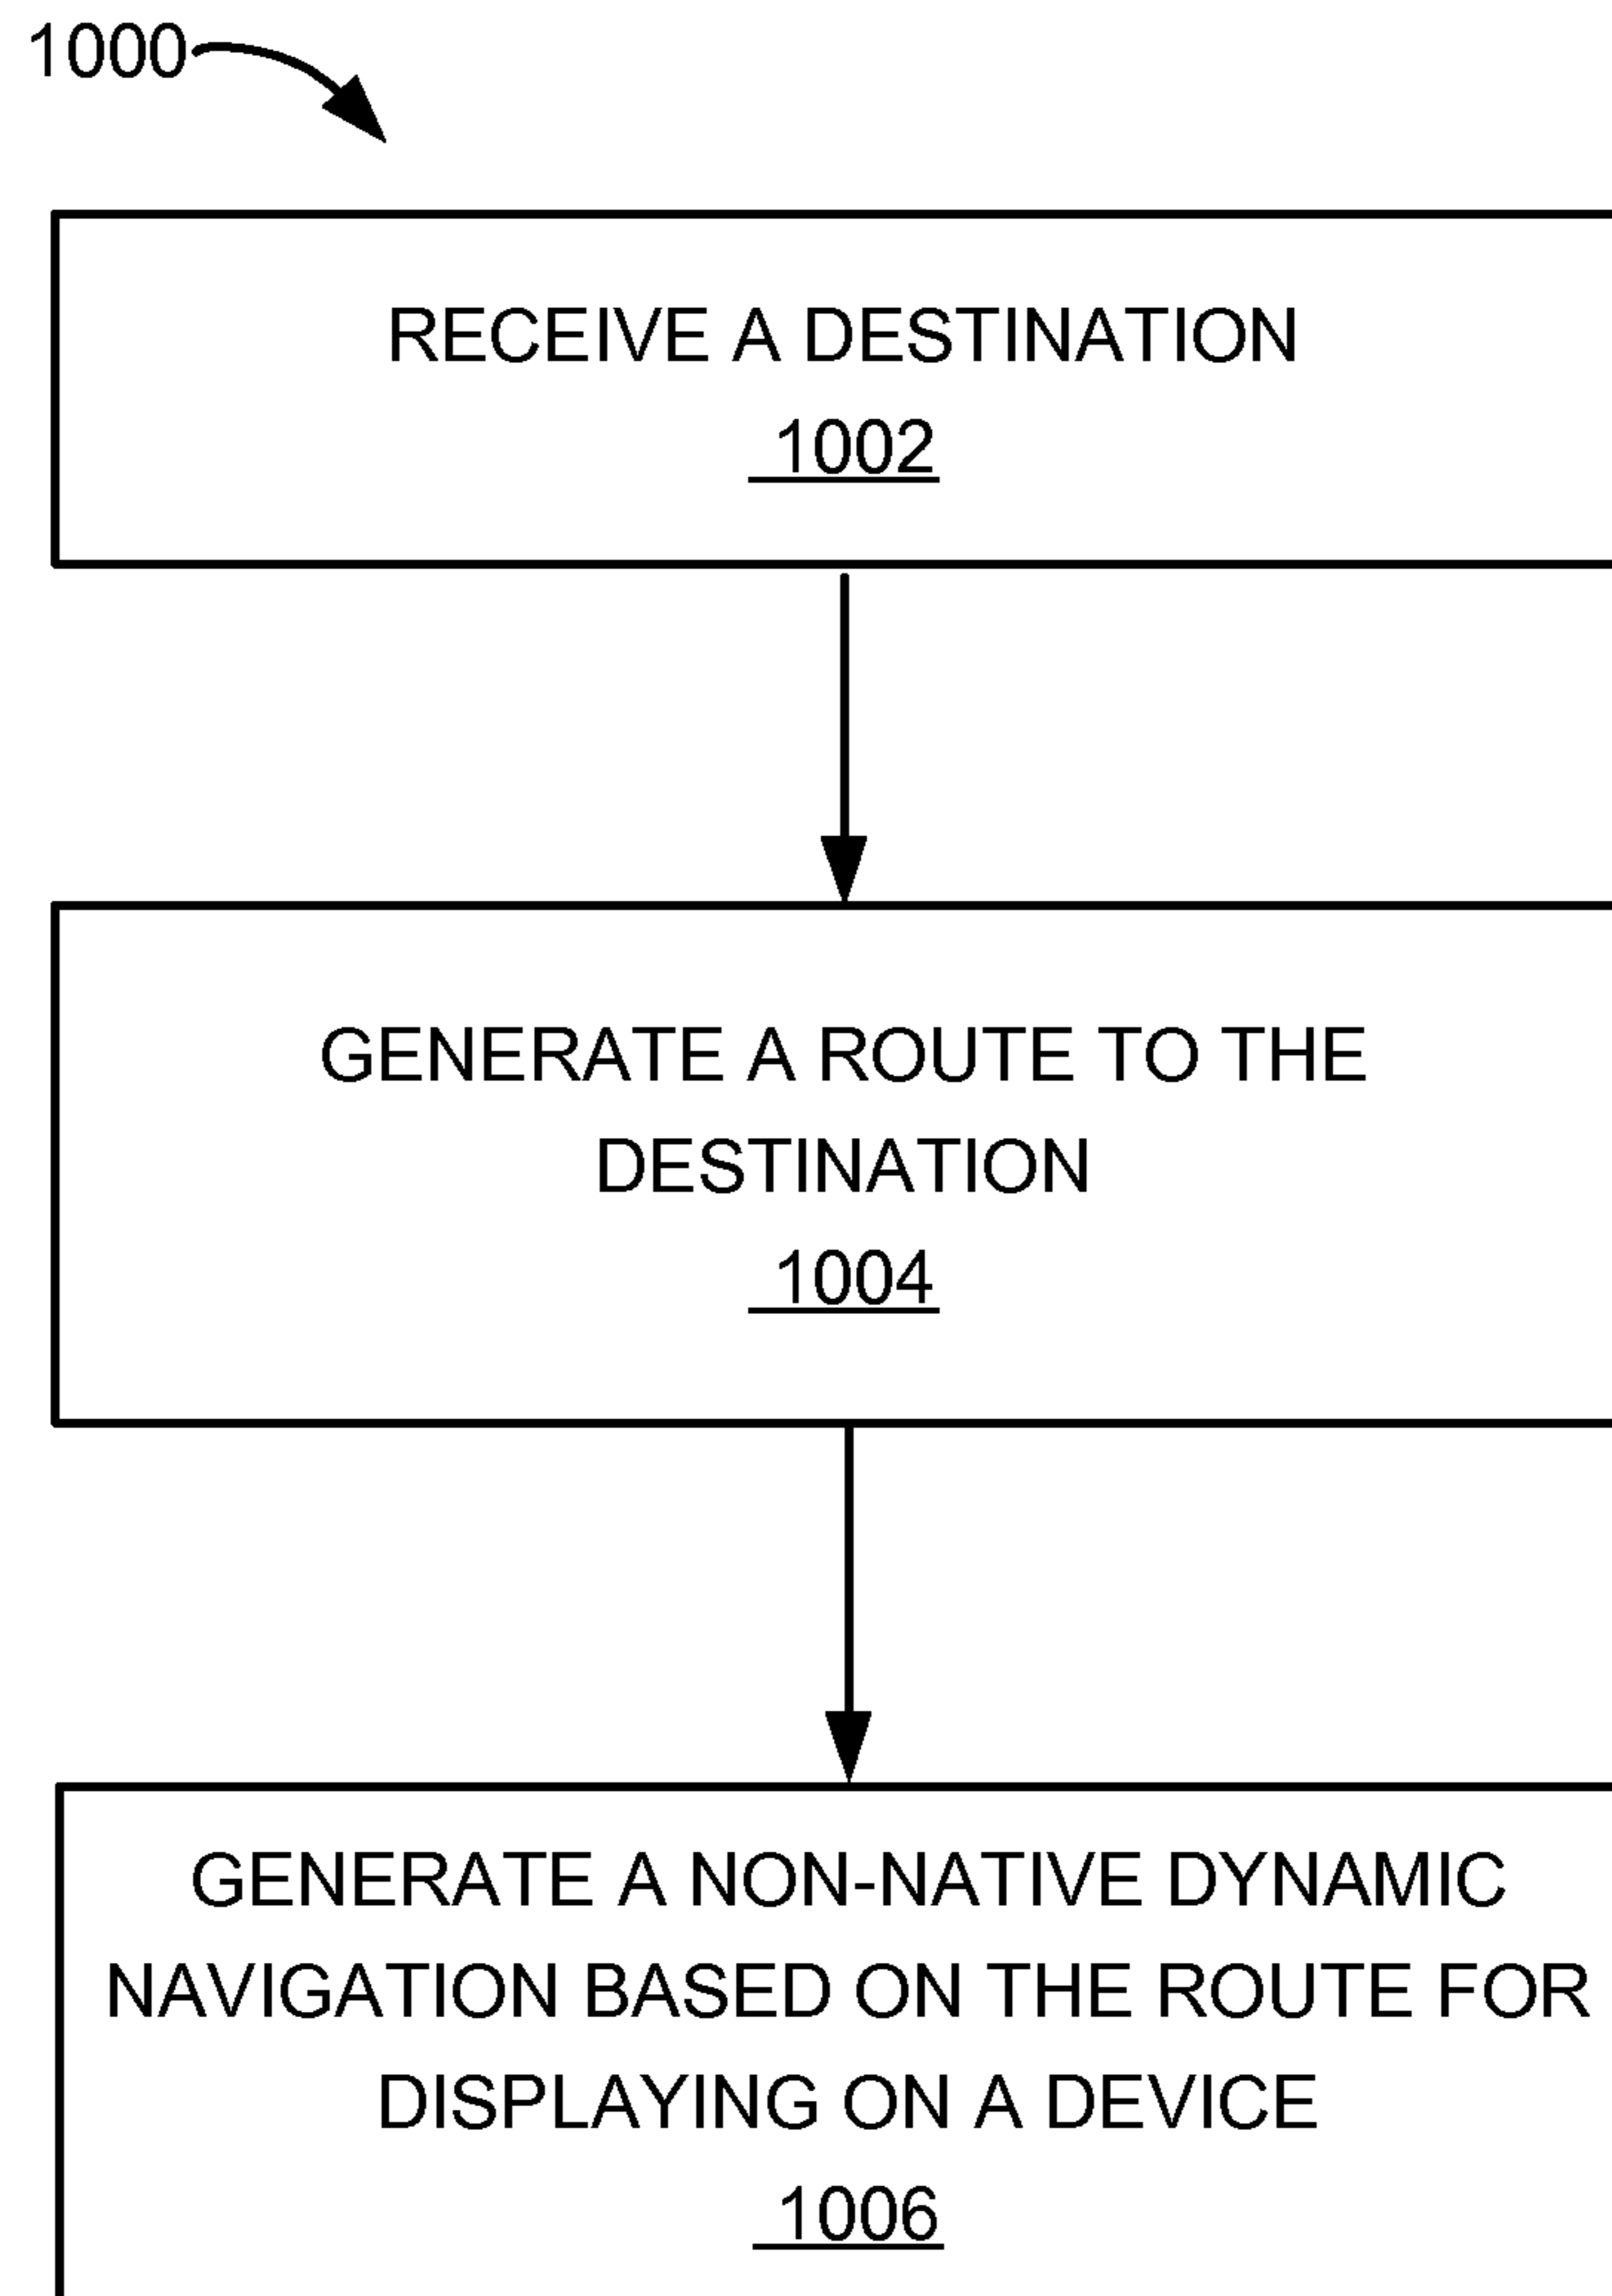 1000
RECEIVE A DESTINATION
1002
GENERATE A ROUTE TO THE
DESTINATION
1004
GENERATE A NON-NATIVE DYNAMIC
NAVIGATION BASED ON THE ROUTE FOR
DISPLAYING ON A DEVICE
1006